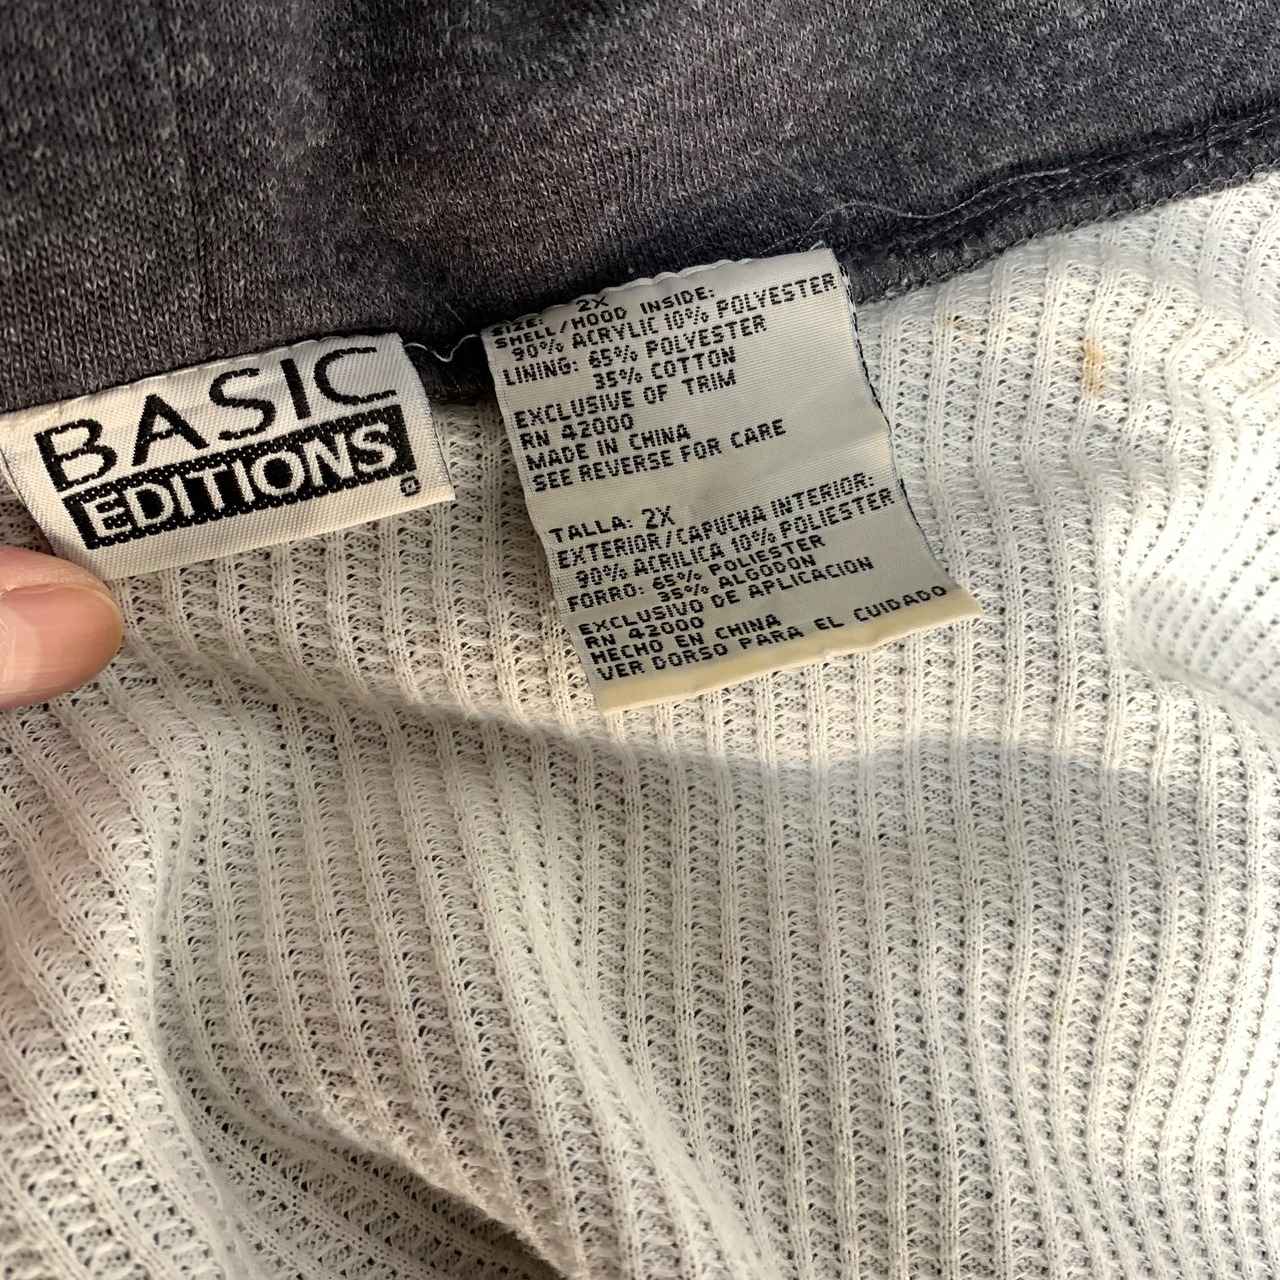 BASIC
EDITIONS®
SIZE: 2X
SHELL/HOOD INSIDE:
90% ACRYLIC 10% POLYESTER
LINING: 65% POLYESTER
35% COTTON
EXCLUSIVE OF TRIM
RN 42000
MADE IN CHINA
SEE REVERSE FOR CARE
TALLA: 2X
EXTERIOR/CAPUCHA INTERIOR:
90% ACRILICA 10% POLIESTER
FORRO: 65% POLIESTER
35% ALGODON
EXCLUSIVO DE APLICACION
RN 42000
HECHO EN CHINA
VER DORSO PARA EL CUIDADO